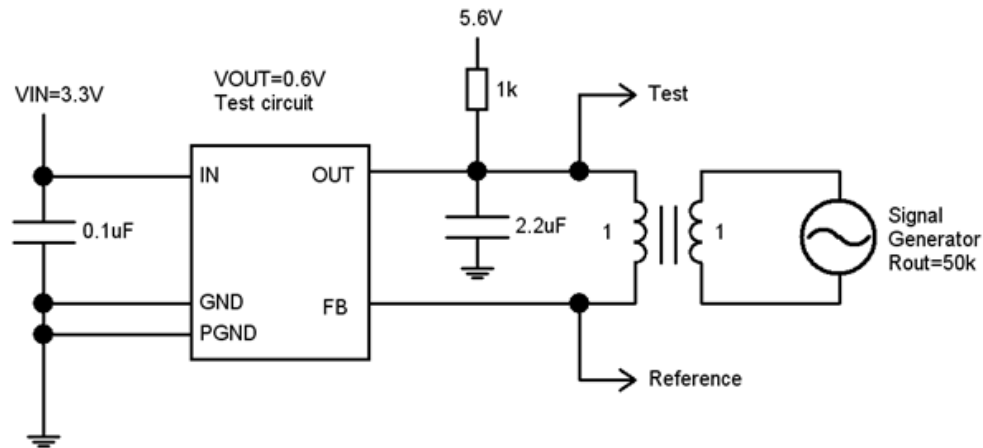 5.6V
VOUT=0.6V
Test circuit
VIN=3.3V
1k
Test
IN
OUT
0.1uF
2.2uF
1
1
Signal
Generator
Rout=50k
GND
FB
PGND
Reference